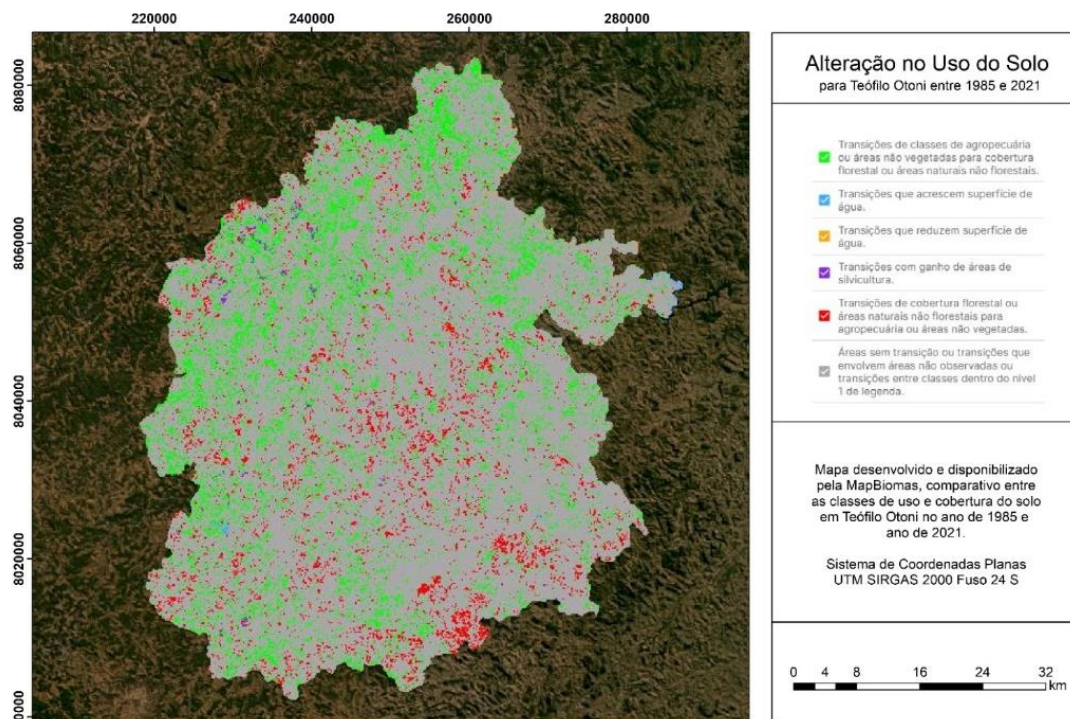 220000
240000
260000
280000
8080000
8060000
8040000
8020000
Alteração no Uso do Solo
para Teófilo Otoni entre 1985 e 2021
Transições de classes de agropecuária
ou áreas não vegetadas para cobertura
florestal ou áreas naturais não florestais.
Transições que acrescem superfície de
água.
Transições que reduzem superfície de
água.
Transições com ganho de áreas de
silvicultura.
Transições de cobertura florestal ou
áreas naturais não florestais para
agropecuária ou áreas não vegetadas.
Áreas sem transição ou transições que
envolvem áreas não observadas ou
transições entre classes dentro do nível
1 de legenda.
Mapa desenvolvido e disponibilizado
pela MapBiomas, comparativo entre
as classes de uso e cobertura do solo
em Teófilo Otoni no ano de 1985 e
ano de 2021.
Sistema de Coordenadas Planas
UTM SIRGAS 2000 Fuso 24 S
0 4 8 16 24 32
km